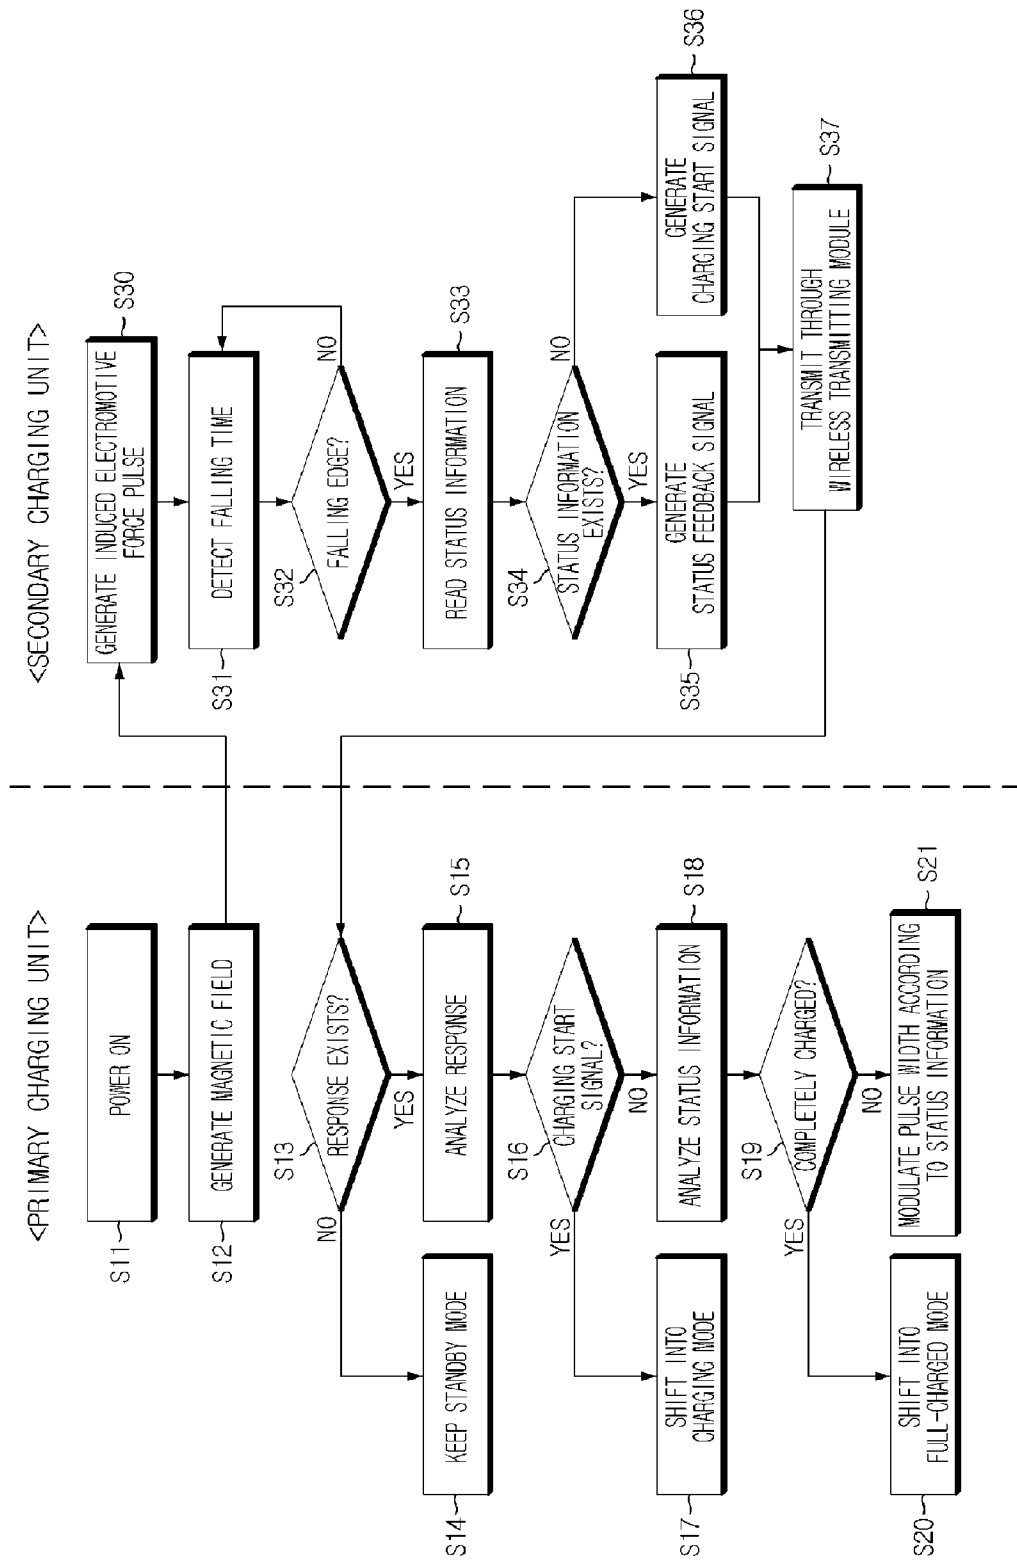 <PRIMARY CHARGING UNIT>
S11
POWER ON
S12
GENERATE MAGNETIC FIELD
S13
RESPONSE EXISTS?
NO
YES
S14
KEEP STANDBY MODE
ANALYZE RESPONSE
S15
S16
CHARGING START
SIGNAL?
YES
NO
S17
SHIFT INTO
CHARGING MODE
ANALYZE STATUS INFORMATION
S18
S19
COMPLETELY CHARGED?
YES
NO
S20
SHIFT INTO
FULL-CHARGED MODE
MODULATE PULSE WIDTH ACCORDING
TO STATUS INFORMATION
S21
<SECONDARY CHARGING UNIT>
GENERATE INDUCED ELECTROMOTIVE
FORCE PULSE
S30
S31
DETECT FALLING TIME
S32
FALLING EDGE?
NO
YES
READ STATUS INFORMATION
S33
S34
STATUS INFORMATION
EXISTS?
NO
YES
S35
GENERATE
STATUS FEEDBACK SIGNAL
GENERATE
CHARGING START SIGNAL
S36
TRANSMIT THROUGH
WIRELESS TRANSMITTING MODULE
S37